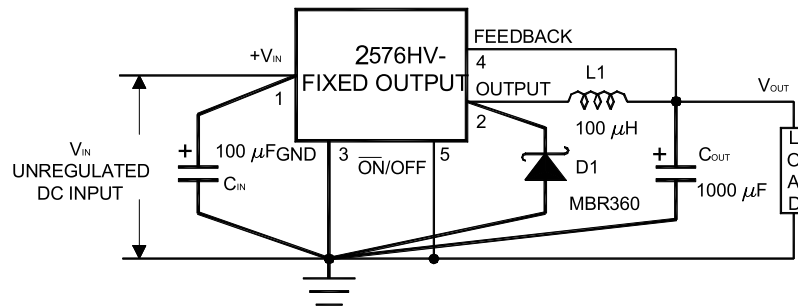 FEEDBACK
+VIN
2576HV-
FIXED OUTPUT
4
L1
OUTPUT
VOUT
1
2
100 µH
LOAD
VIN
UNREGULATED
DC INPUT
+
100 µF
CIN
GND
3
ON/OFF
5
D1
MBR360
+
COUT
1000 µF